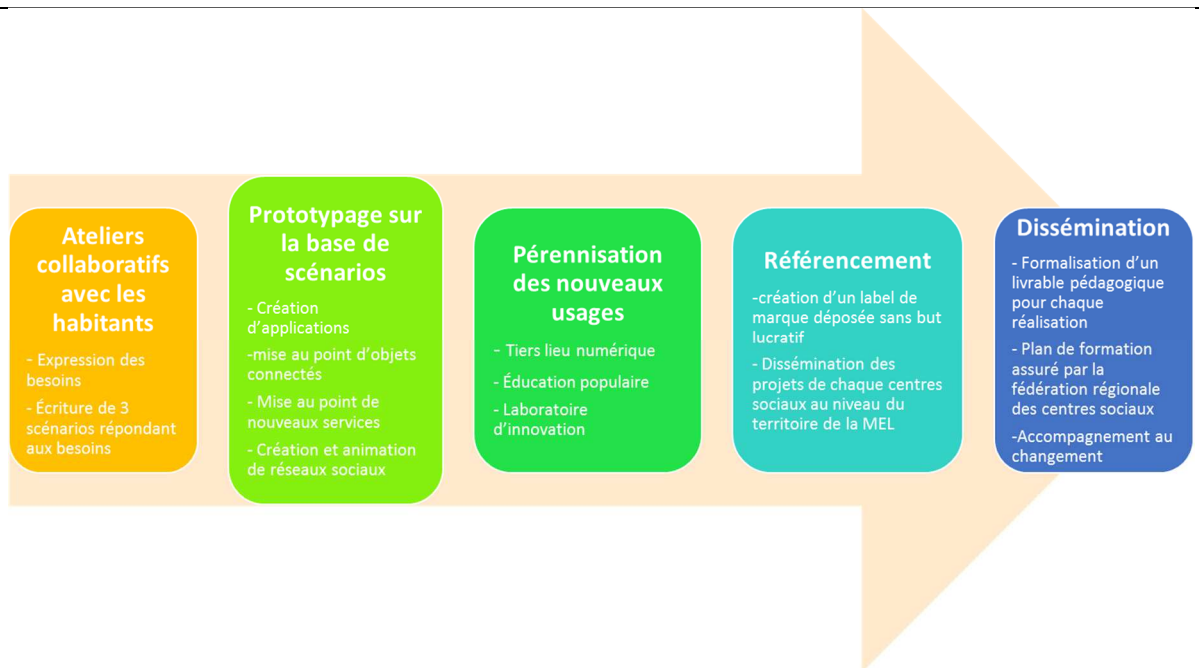 Ateliers
collaboratifs
avec les
habitants
- Expression des
besoins
- Écriture de 3
scénarios répondant
aux besoins
Prototypage sur
la base de
scénarios
- Création
d'applications
-mise au point d'objets
connectés
- Mise au point de
nouveaux services
- Création et animation
de réseaux sociaux
Pérennisation
des nouveaux
usages
- Tiers lieu numérique
- Éducation populaire
- Laboratoire
d'innovation
Référencement
-création d'un label de
marque déposée sans but
lucratif
- Dissémination des
projets de chaque centres
sociaux au niveau du
territoire de la MEL
Dissémination
- Formalisation d'un
livrable pédagogique
pour chaque
réalisation
- Plan de formation
assuré par la
fédération régionale
des centres sociaux
-Accompagnement au
changement